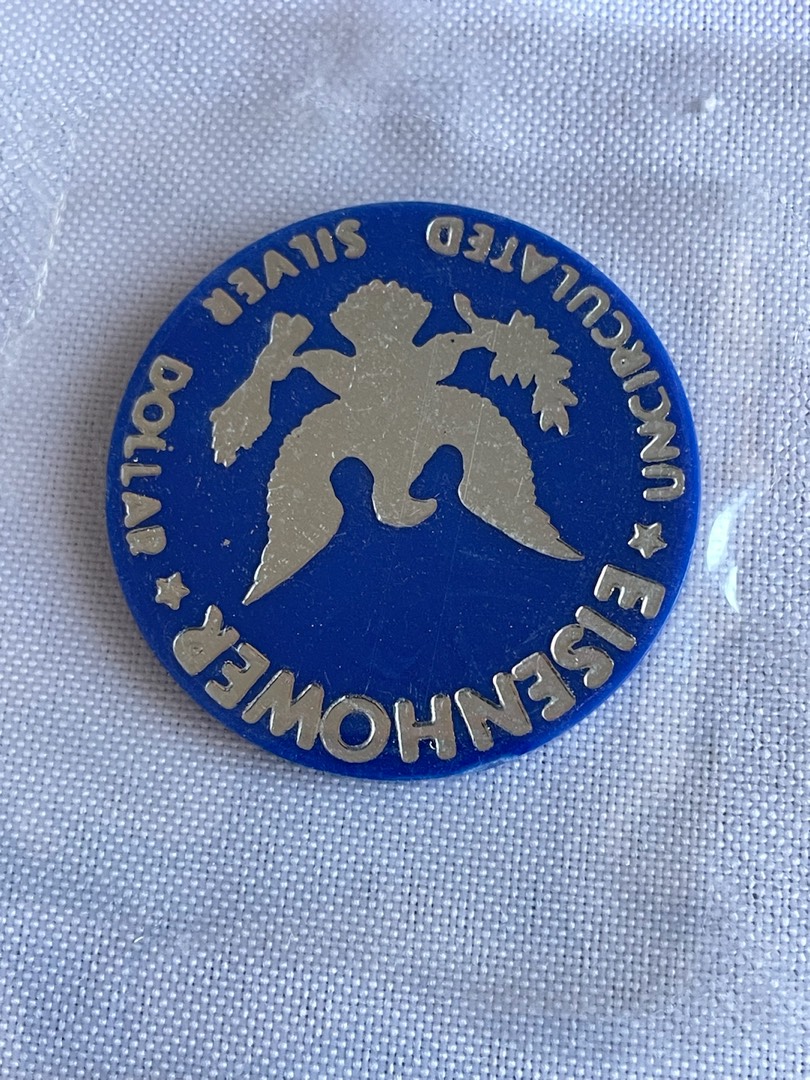 EISENHOWER
★ UNCIRCULATED SILVER DOLLAR ★